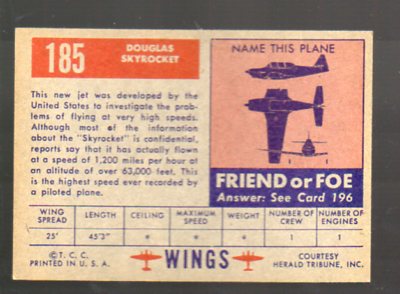 185
DOUGLAS
SKYROCKET
This new jet was developed by the
United States to investigate the prob-
lems of flying at very high speeds.
Although most of the information
about the "Skyrocket" is confidential,
reports say that it has actually flown
at a speed of 1,200 miles per hour at
an altitude of over 63,000 feet. This
is the highest speed ever recorded by
a piloted plane.
NAME THIS PLANE
FRIEND or FOE
Answer: See Card 196
WING SPREAD LENGTH CEILING MAXIMUM SPEED WEIGHT NUMBER OF CREW NUMBER OF ENGINES
25' 45'3" * * * 1 1
© T. C. C.
PRINTED IN U. S. A.
WINGS
COURTESY
HERALD TRIBUNE, INC.